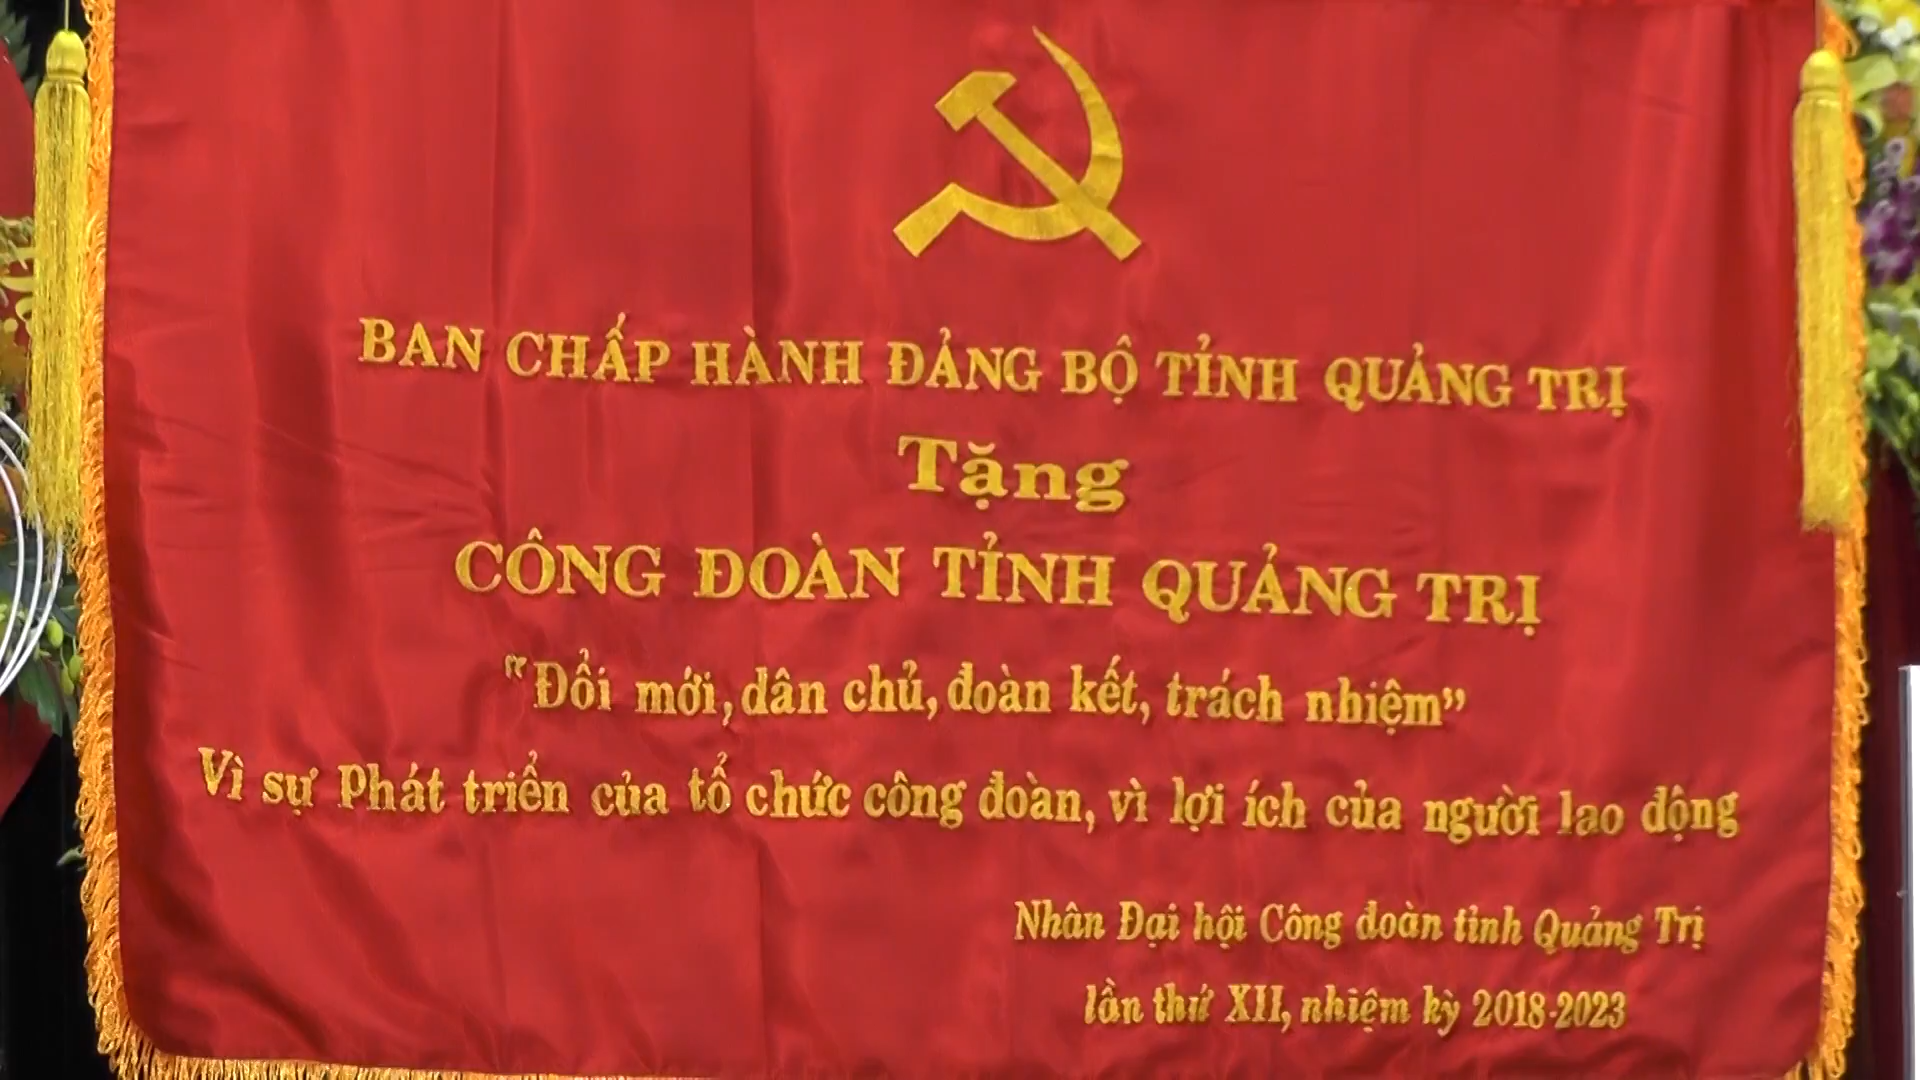 BAN CHẤP HÀNH ĐẢNG BỘ TỈNH QUẢNG TRỊ
Tặng
CÔNG ĐOÀN TỈNH QUẢNG TRỊ
“Đổi mới, dân chủ, đoàn kết, trách nhiệm”
Vì sự Phát triển của tổ chức công đoàn, vì lợi ích của người lao động
Nhân Đại hội Công đoàn tỉnh Quảng Trị
lần thứ XII, nhiệm kỳ 2018-2023